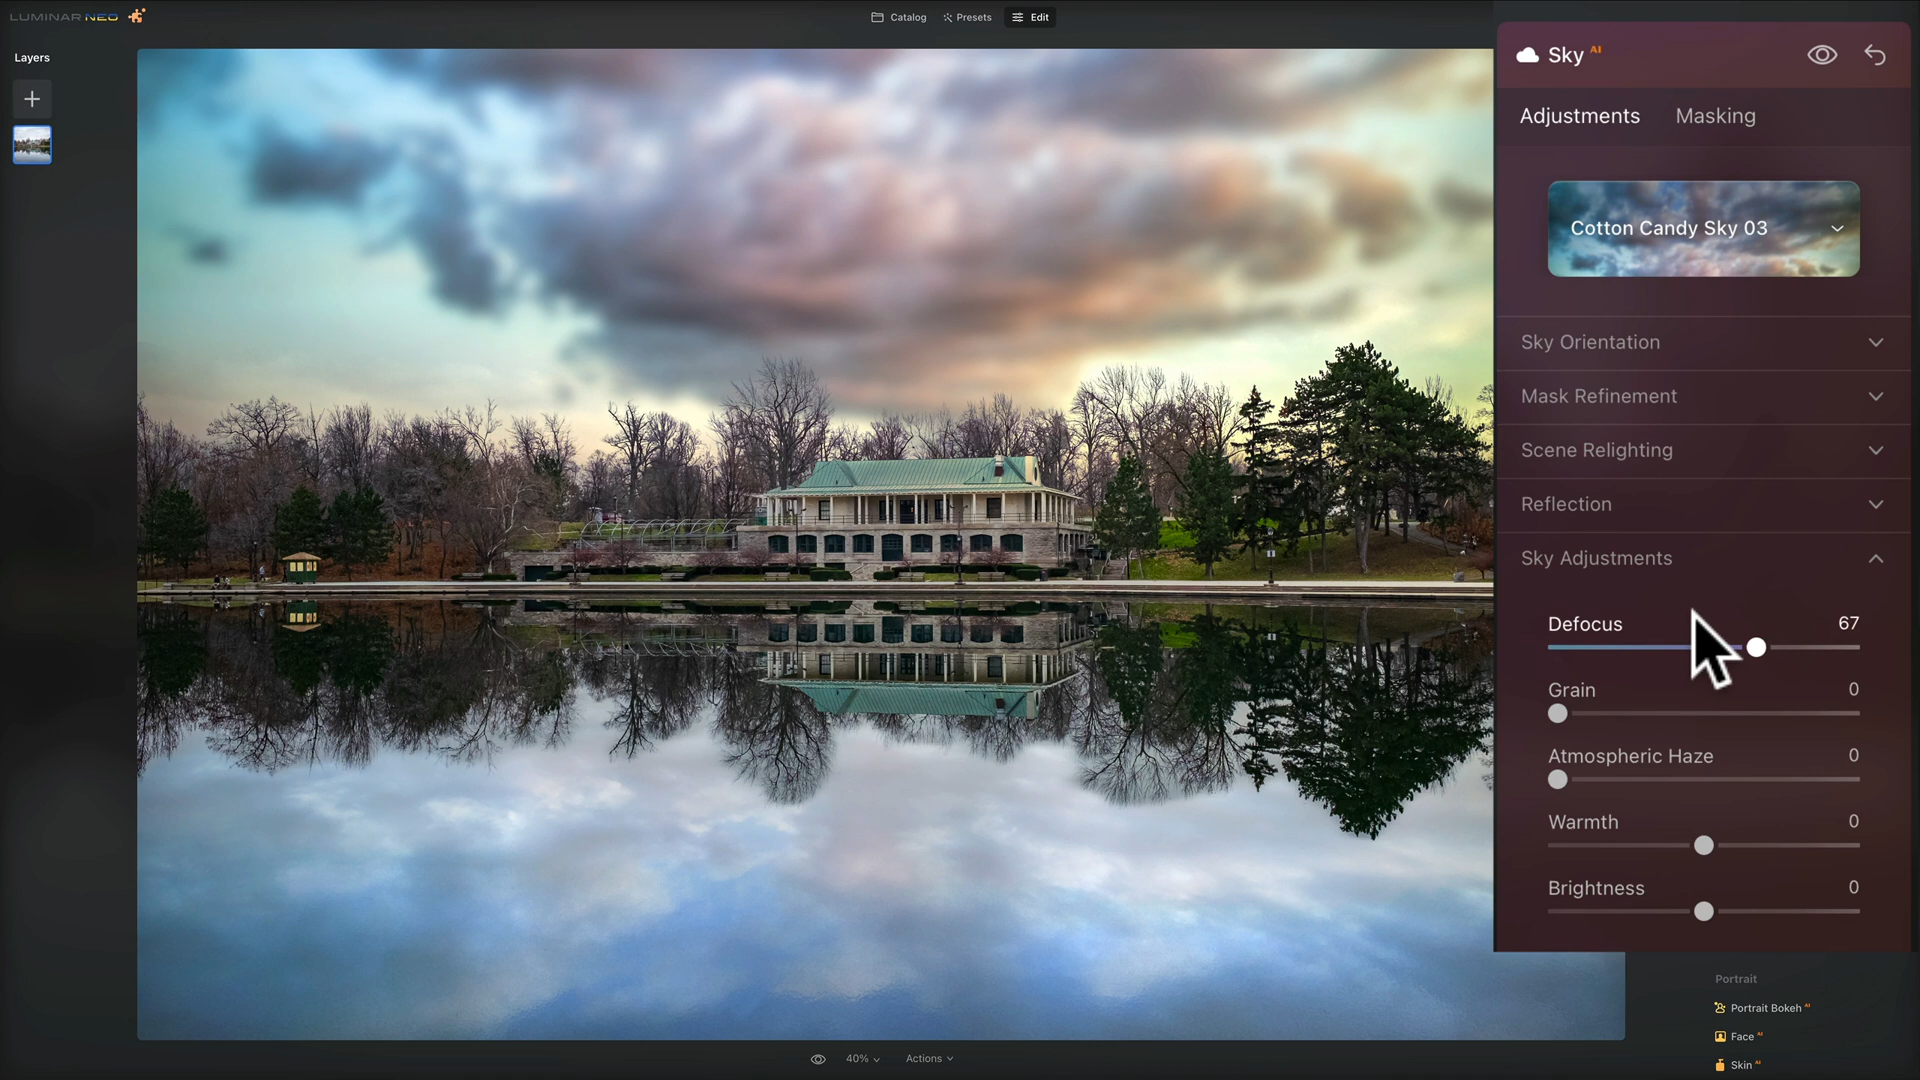 LUMINAR NEO
Catalog
Presets
Edit
Layers
Sky AI
Adjustments
Masking
Cotton Candy Sky 03
Sky Orientation
Mask Refinement
Scene Relighting
Reflection
Sky Adjustments
Defocus 67
Grain 0
Atmospheric Haze 0
Warmth 0
Brightness 0
Portrait
Portrait Bokeh AI
Face AI
Skin AI
40%
Actions